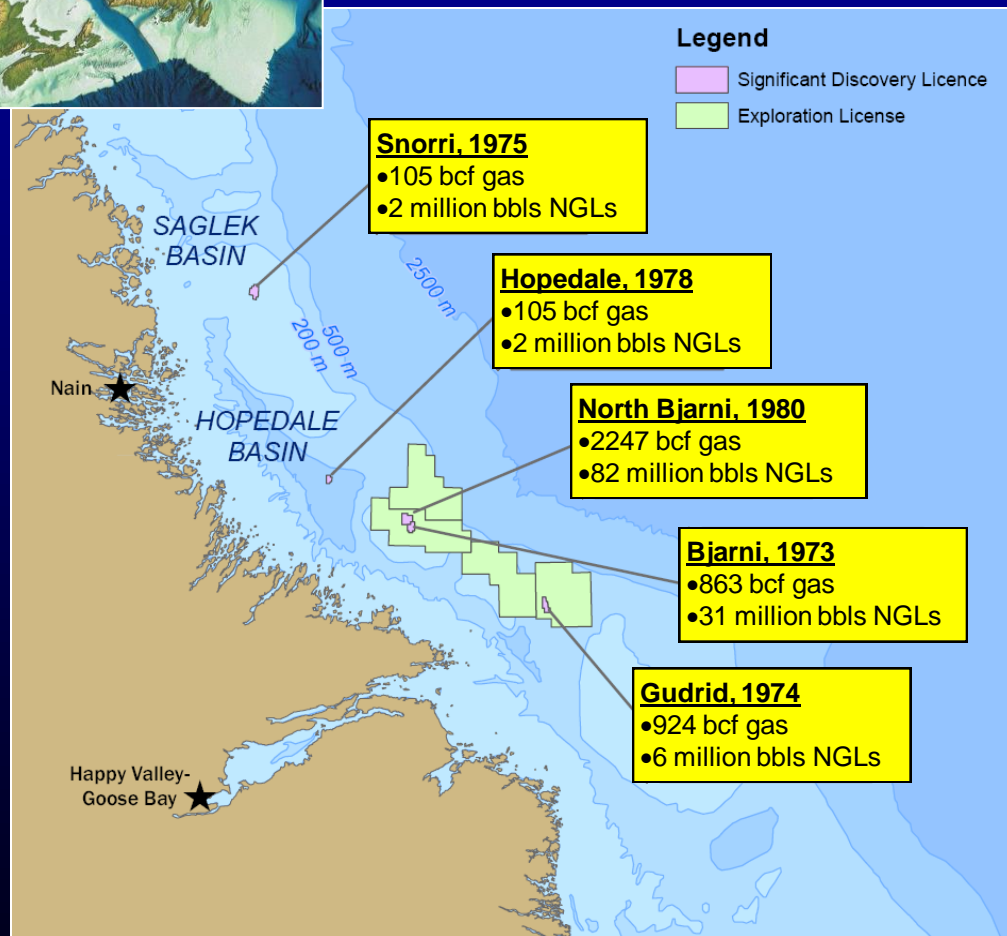 Legend
Significant Discovery Licence
Exploration License
Snorri, 1975
•105 bcf gas
•2 million bbls NGLs
SAGLEK
BASIN
2500 m
Hopedale, 1978
•105 bcf gas
•2 million bbls NGLs
500 m
200 m
Nain
HOPEDALE
BASIN
North Bjarni, 1980
•2247 bcf gas
•82 million bbls NGLs
Bjarni, 1973
•863 bcf gas
•31 million bbls NGLs
Gudrid, 1974
•924 bcf gas
•6 million bbls NGLs
Happy Valley-
Goose Bay